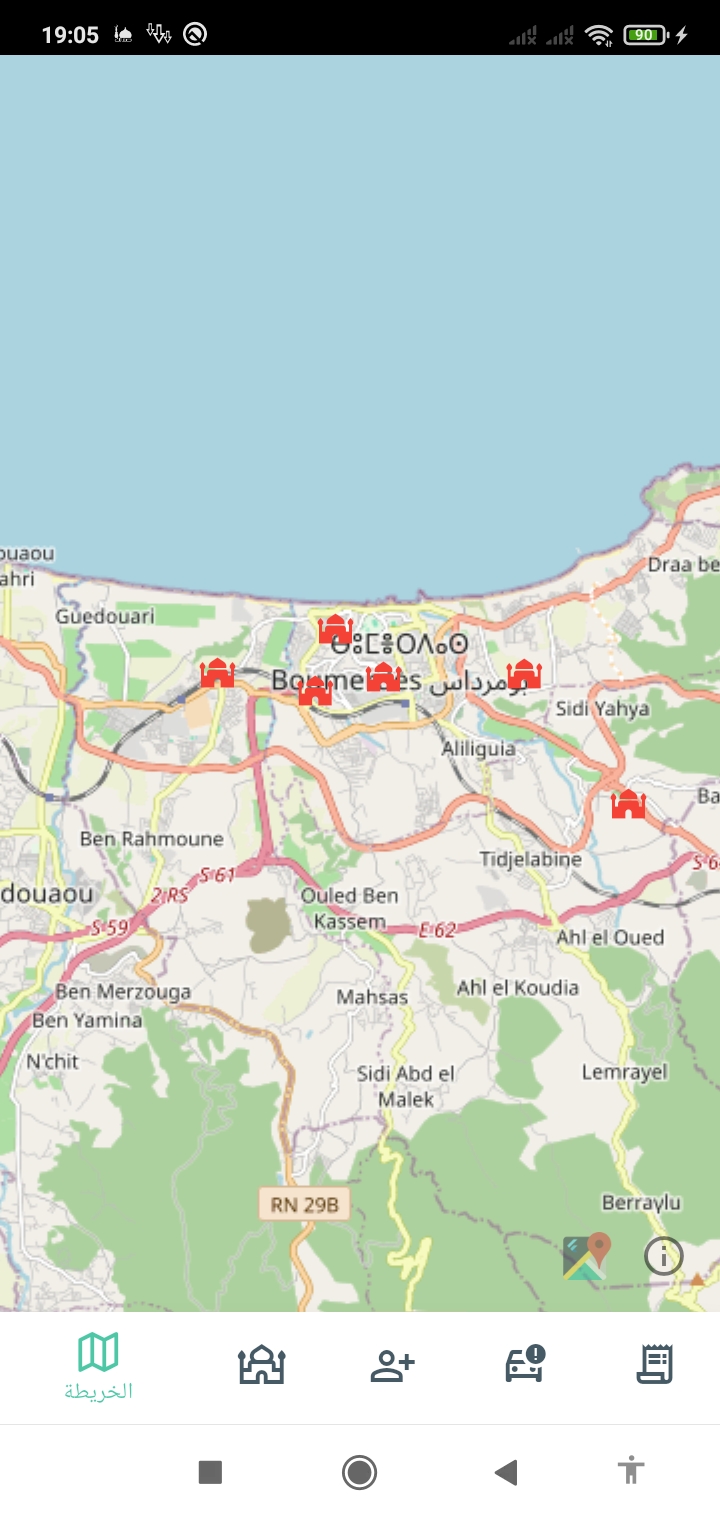 19:05
90
ouaou
ahri
Draa be
Guedouari
ⵓⵎⴻⵔⴷⴰⵙ
Boumerdes بومرداس
Sidi Yahya
Aliliguia
Ba
Ben Rahmoune
Tidjelabine
S 61
S 6
douaou
2 RS
Ouled Ben
Kassem
S 59
E 62
Ahl el Oued
Ben Merzouga
Mahsas
Ahl el Koudia
Ben Yamina
N'chit
Sidi Abd el
Malek
Lemrayel
RN 29B
Berraylu
الخريطة